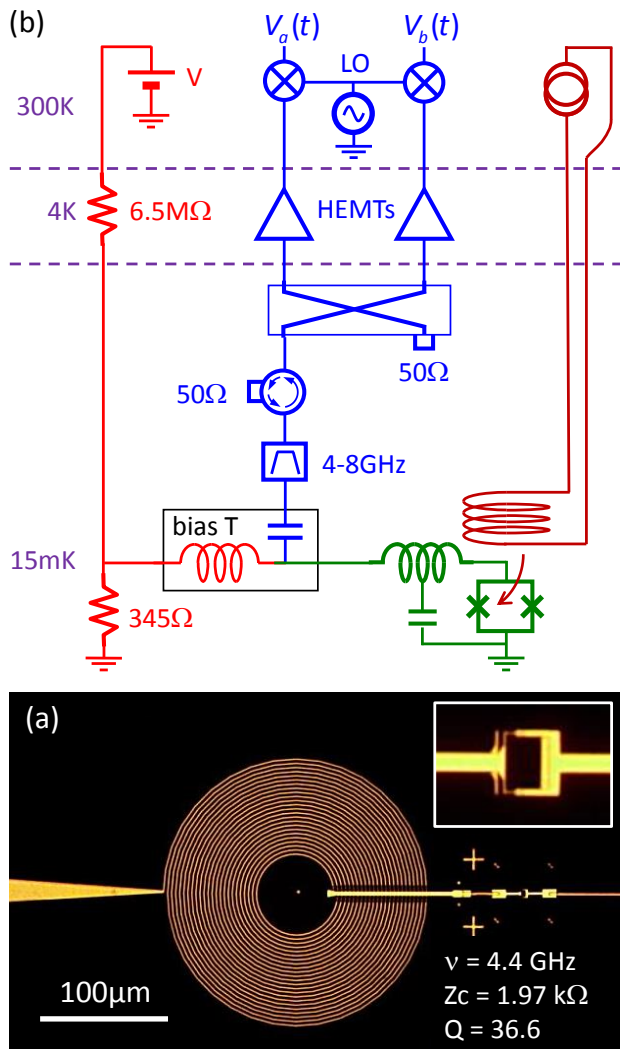 (b)
Va(t)
Vb(t)
LO
V
300K
4K
6.5MΩ
HEMTs
50Ω
50Ω
4-8GHz
bias T
15mK
345Ω
(a)
100μm
ν = 4.4 GHz
Zc = 1.97 kΩ
Q = 36.6